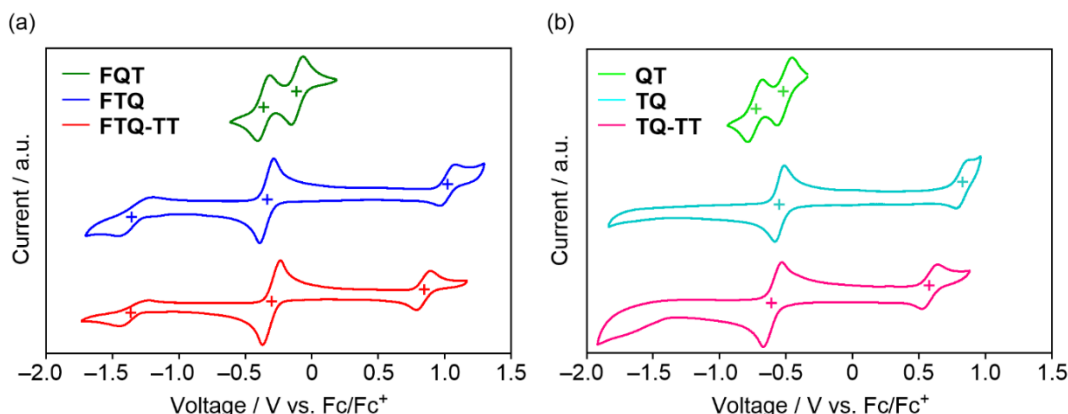 (a)
FQT
FTQ
FTQ-TT
Current / a.u.
–2.0 –1.5 –1.0 –0.5 0 0.5 1.0 1.5
Voltage / V vs. Fc/Fc⁺
(b)
QT
TQ
TQ-TT
Current / a.u.
–2.0 –1.5 –1.0 –0.5 0 0.5 1.0 1.5
Voltage / V vs. Fc/Fc⁺